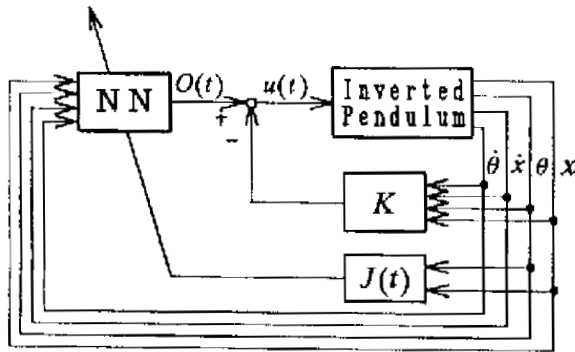 NN
O(t)
+
−
u(t)
Inverted
Pendulum
θ̇ ẋ θ x
K
J(t)